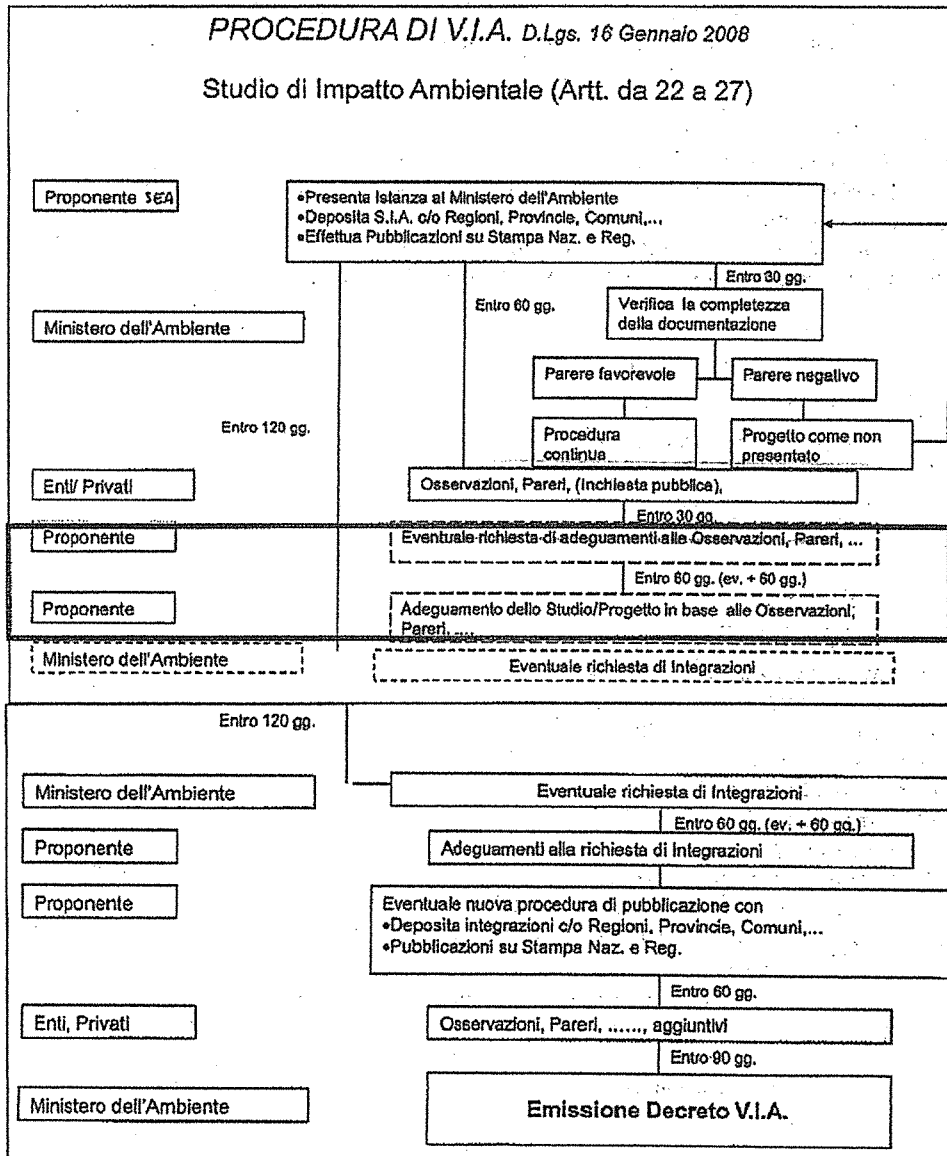 PROCEDURA DI V.I.A. D.Lgs. 16 Gennaio 2008
Studio di Impatto Ambientale (Artt. da 22 a 27)
Proponente SEA
•Presenta Istanza al Ministero dell'Ambiente
•Deposita S.I.A. c/o Regioni, Provincie, Comuni,...
•Effettua Pubblicazioni su Stampa Naz. e Reg.
Entro 30 gg.
Entro 60 gg.
Ministero dell'Ambiente
Verifica la completezza
della documentazione
Parere favorevole
Parere negativo
Entro 120 gg.
Procedura
continua
Progetto come non
presentato
Enti/ Privati
Osservazioni, Pareri, (Inchiesta pubblica),
Entro 30 gg.
Proponente
Eventuale richiesta di adeguamenti alle Osservazioni, Pareri, ...
Entro 60 gg. (ev. + 60 gg.)
Proponente
Adeguamento dello Studio/Progetto in base alle Osservazioni,
Pareri, ....
Ministero dell'Ambiente
Eventuale richiesta di Integrazioni
Entro 120 gg.
Ministero dell'Ambiente
Eventuale richiesta di Integrazioni
Entro 60 gg. (ev. + 60 gg.)
Proponente
Adeguamenti alla richiesta di Integrazioni
Proponente
Eventuale nuova procedura di pubblicazione con
•Deposita integrazioni c/o Regioni, Provincie, Comuni,...
•Pubblicazioni su Stampa Naz. e Reg.
Entro 60 gg.
Enti, Privati
Osservazioni, Pareri, ......, aggiuntivi
Entro 90 gg.
Ministero dell'Ambiente
Emissione Decreto V.I.A.